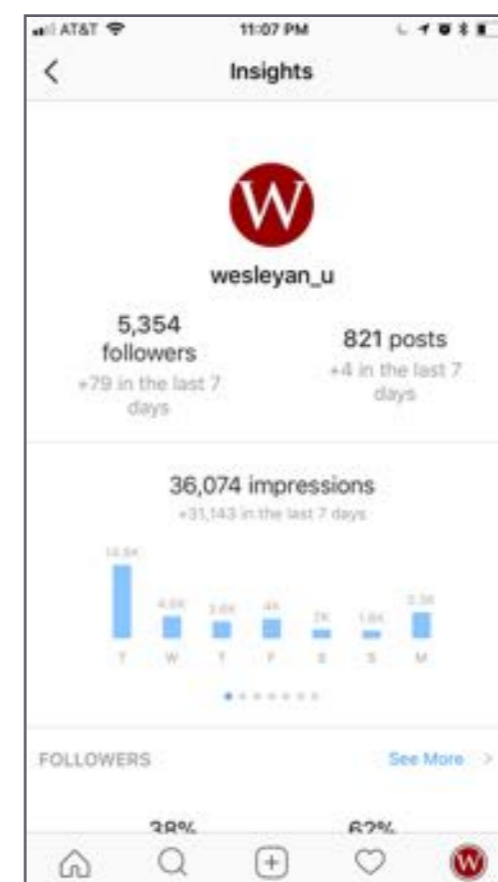 AT&T 11:07 PM
Insights
W
wesleyan_u
5,354
followers
+79 in the last 7
days
821 posts
+4 in the last 7
days
36,074 impressions
+31,143 in the last 7 days
4K
2K
T W T F S S M
FOLLOWERS See More
38% 62%
W